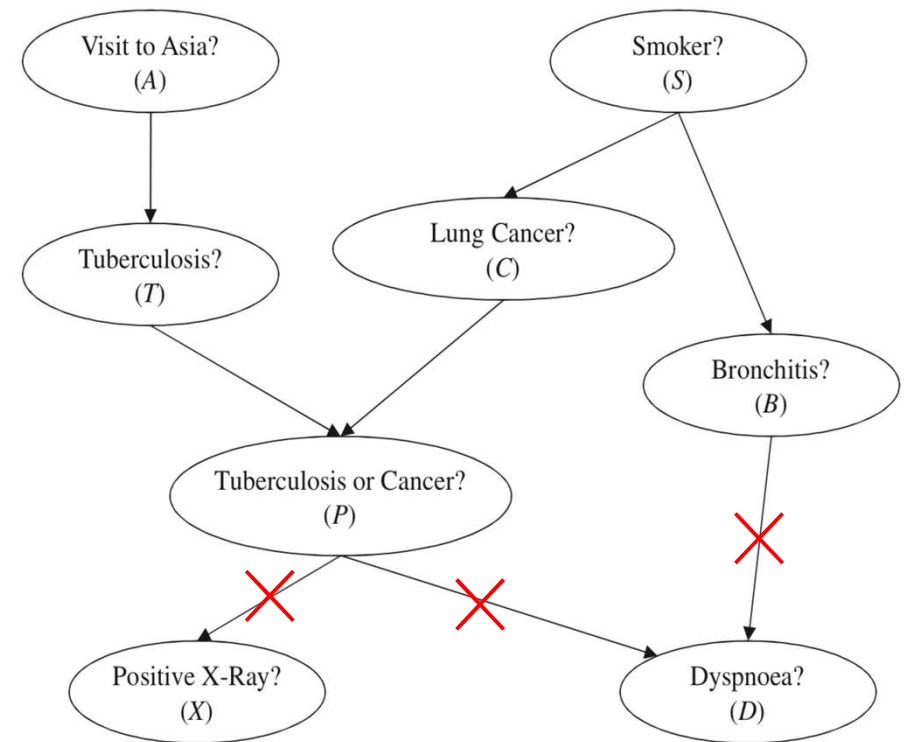 Visit to Asia?
(A)
Smoker?
(S)
Lung Cancer?
(C)
Tuberculosis?
(T)
Bronchitis?
(B)
Tuberculosis or Cancer?
(P)
Positive X-Ray?
(X)
Dyspnoea?
(D)